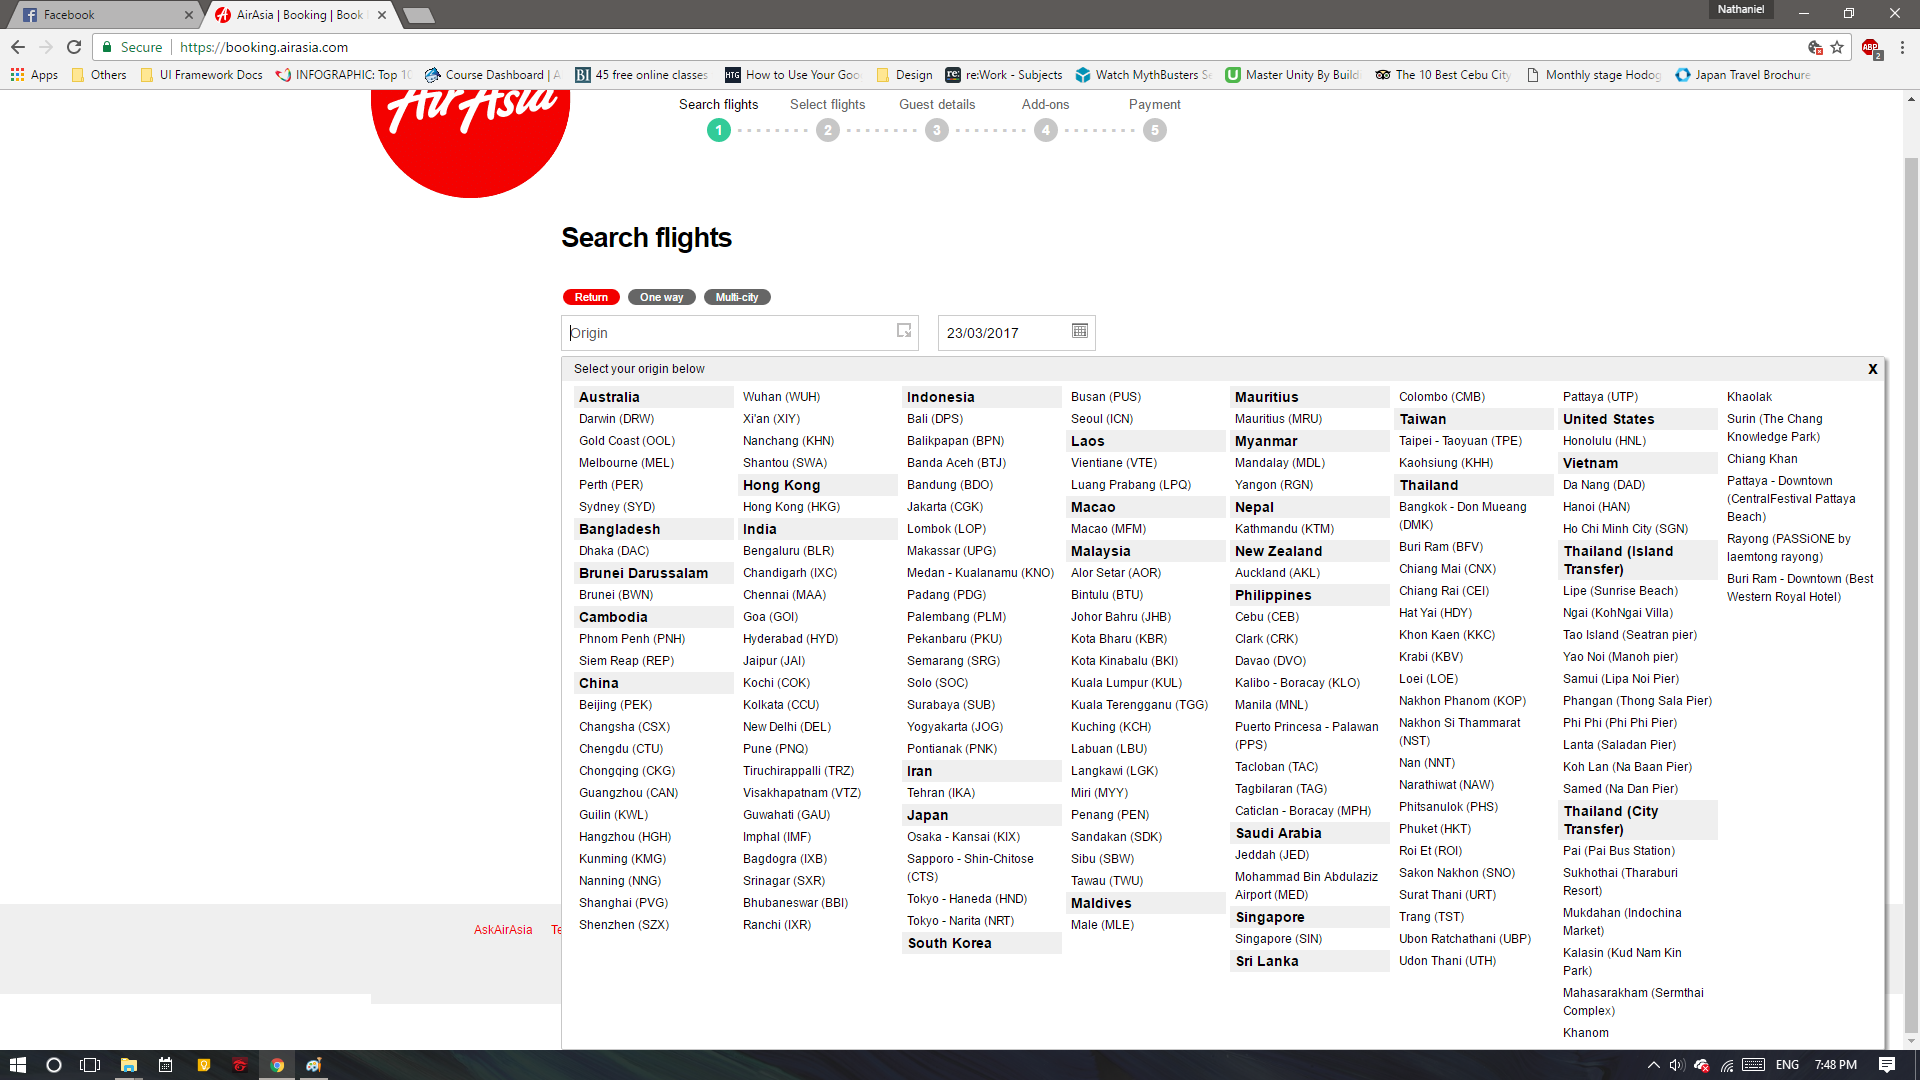 Facebook
AirAsia | Booking | Book
Nathaniel
Secure
https://booking.airasia.com
ABP
2
Apps
Others
UI Framework Docs
INFOGRAPHIC: Top 10
Course Dashboard | A
BI
45 free online classes
HTG
How to Use Your Goo
Design
re:
re:Work - Subjects
Watch MythBusters Se
Master Unity By Buildi
The 10 Best Cebu City
Monthly stage Hodog
Japan Travel Brochure
AirAsia
Search flights
Select flights
Guest details
Add-ons
Payment
1
2
3
4
5
Search flights
Return
One way
Multi-city
Origin
23/03/2017
Select your origin below
X
Australia
Darwin (DRW)
Gold Coast (OOL)
Melbourne (MEL)
Perth (PER)
Sydney (SYD)
Bangladesh
Dhaka (DAC)
Brunei Darussalam
Brunei (BWN)
Cambodia
Phnom Penh (PNH)
Siem Reap (REP)
China
Beijing (PEK)
Changsha (CSX)
Chengdu (CTU)
Chongqing (CKG)
Guangzhou (CAN)
Guilin (KWL)
Hangzhou (HGH)
Kunming (KMG)
Nanning (NNG)
Shanghai (PVG)
Shenzhen (SZX)
Wuhan (WUH)
Xi'an (XIY)
Nanchang (KHN)
Shantou (SWA)
Hong Kong
Hong Kong (HKG)
India
Bengaluru (BLR)
Chandigarh (IXC)
Chennai (MAA)
Goa (GOI)
Hyderabad (HYD)
Jaipur (JAI)
Kochi (COK)
Kolkata (CCU)
New Delhi (DEL)
Pune (PNQ)
Tiruchirappalli (TRZ)
Visakhapatnam (VTZ)
Guwahati (GAU)
Imphal (IMF)
Bagdogra (IXB)
Srinagar (SXR)
Bhubaneswar (BBI)
Ranchi (IXR)
Indonesia
Bali (DPS)
Balikpapan (BPN)
Banda Aceh (BTJ)
Bandung (BDO)
Jakarta (CGK)
Lombok (LOP)
Makassar (UPG)
Medan - Kualanamu (KNO)
Padang (PDG)
Palembang (PLM)
Pekanbaru (PKU)
Semarang (SRG)
Solo (SOC)
Surabaya (SUB)
Yogyakarta (JOG)
Pontianak (PNK)
Iran
Tehran (IKA)
Japan
Osaka - Kansai (KIX)
Sapporo - Shin-Chitose
(CTS)
Tokyo - Haneda (HND)
Tokyo - Narita (NRT)
South Korea
Busan (PUS)
Seoul (ICN)
Laos
Vientiane (VTE)
Luang Prabang (LPQ)
Macao
Macao (MFM)
Malaysia
Alor Setar (AOR)
Bintulu (BTU)
Johor Bahru (JHB)
Kota Bharu (KBR)
Kota Kinabalu (BKI)
Kuala Lumpur (KUL)
Kuala Terengganu (TGG)
Kuching (KCH)
Labuan (LBU)
Langkawi (LGK)
Miri (MYY)
Penang (PEN)
Sandakan (SDK)
Sibu (SBW)
Tawau (TWU)
Maldives
Male (MLE)
Mauritius
Mauritius (MRU)
Myanmar
Mandalay (MDL)
Yangon (RGN)
Nepal
Kathmandu (KTM)
New Zealand
Auckland (AKL)
Philippines
Cebu (CEB)
Clark (CRK)
Davao (DVO)
Kalibo - Boracay (KLO)
Manila (MNL)
Puerto Princesa - Palawan
(PPS)
Tacloban (TAC)
Tagbilaran (TAG)
Caticlan - Boracay (MPH)
Saudi Arabia
Jeddah (JED)
Mohammad Bin Abdulaziz
Airport (MED)
Singapore
Singapore (SIN)
Sri Lanka
Colombo (CMB)
Taiwan
Taipei - Taoyuan (TPE)
Kaohsiung (KHH)
Thailand
Bangkok - Don Mueang
(DMK)
Buri Ram (BFV)
Chiang Mai (CNX)
Chiang Rai (CEI)
Hat Yai (HDY)
Khon Kaen (KKC)
Krabi (KBV)
Loei (LOE)
Nakhon Phanom (KOP)
Nakhon Si Thammarat
(NST)
Nan (NNT)
Narathiwat (NAW)
Phitsanulok (PHS)
Phuket (HKT)
Roi Et (ROI)
Sakon Nakhon (SNO)
Surat Thani (URT)
Trang (TST)
Ubon Ratchathani (UBP)
Udon Thani (UTH)
Pattaya (UTP)
United States
Honolulu (HNL)
Vietnam
Da Nang (DAD)
Hanoi (HAN)
Ho Chi Minh City (SGN)
Thailand (Island
Transfer)
Lipe (Sunrise Beach)
Ngai (KohNgai Villa)
Tao Island (Seatran pier)
Yao Noi (Manoh pier)
Samui (Lipa Noi Pier)
Phangan (Thong Sala Pier)
Phi Phi (Phi Phi Pier)
Lanta (Saladan Pier)
Koh Lan (Na Baan Pier)
Samed (Na Dan Pier)
Thailand (City
Transfer)
Pai (Pai Bus Station)
Sukhothai (Tharaburi
Resort)
Mukdahan (Indochina
Market)
Kalasin (Kud Nam Kin
Park)
Mahasarakham (Sermthai
Complex)
Khanom
Khaolak
Surin (The Chang
Knowledge Park)
Chiang Khan
Pattaya - Downtown
(CentralFestival Pattaya
Beach)
Rayong (PASSiONE by
laemtong rayong)
Buri Ram - Downtown (Best
Western Royal Hotel)
AskAirAsia
Te
ENG
7:48 PM